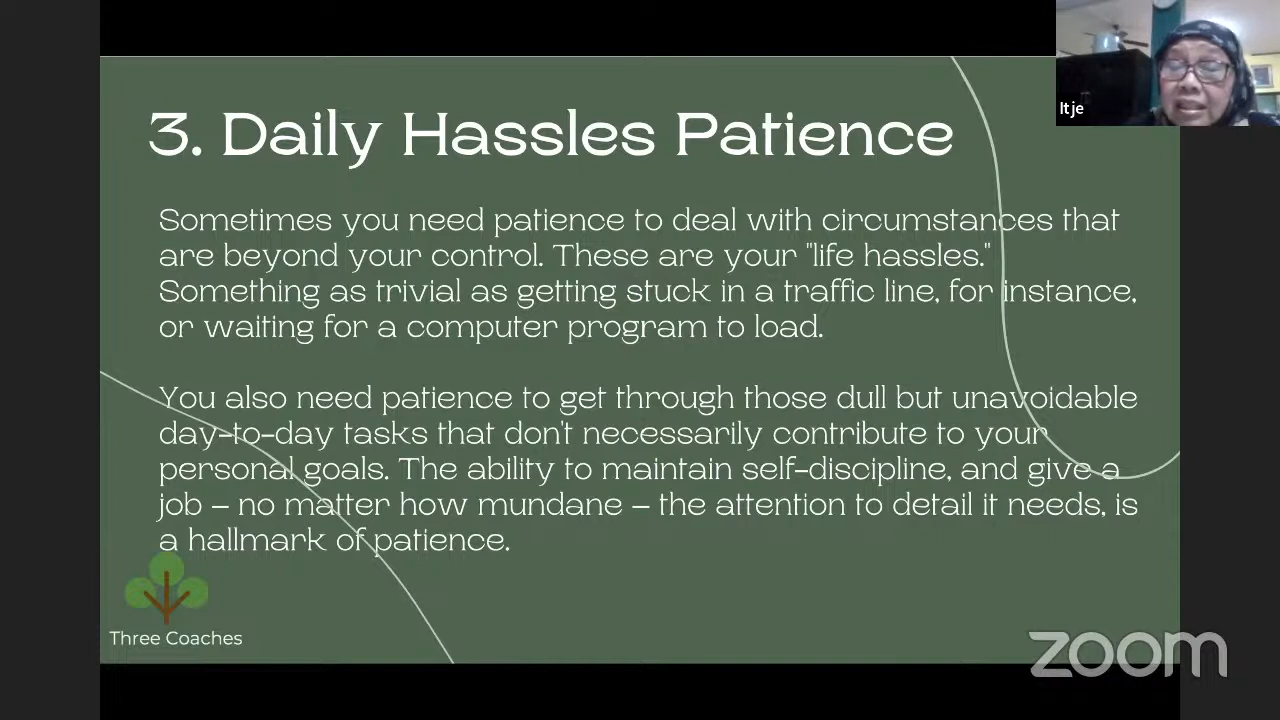 Itje
3. Daily Hassles Patience
Sometimes you need patience to deal with circumstances that
are beyond your control. These are your "life hassles."
Something as trivial as getting stuck in a traffic line, for instance,
or waiting for a computer program to load.
You also need patience to get through those dull but unavoidable
day-to-day tasks that don't necessarily contribute to your
personal goals. The ability to maintain self-discipline, and give a
job – no matter how mundane – the attention to detail it needs, is
a hallmark of patience.
Three Coaches
zoom